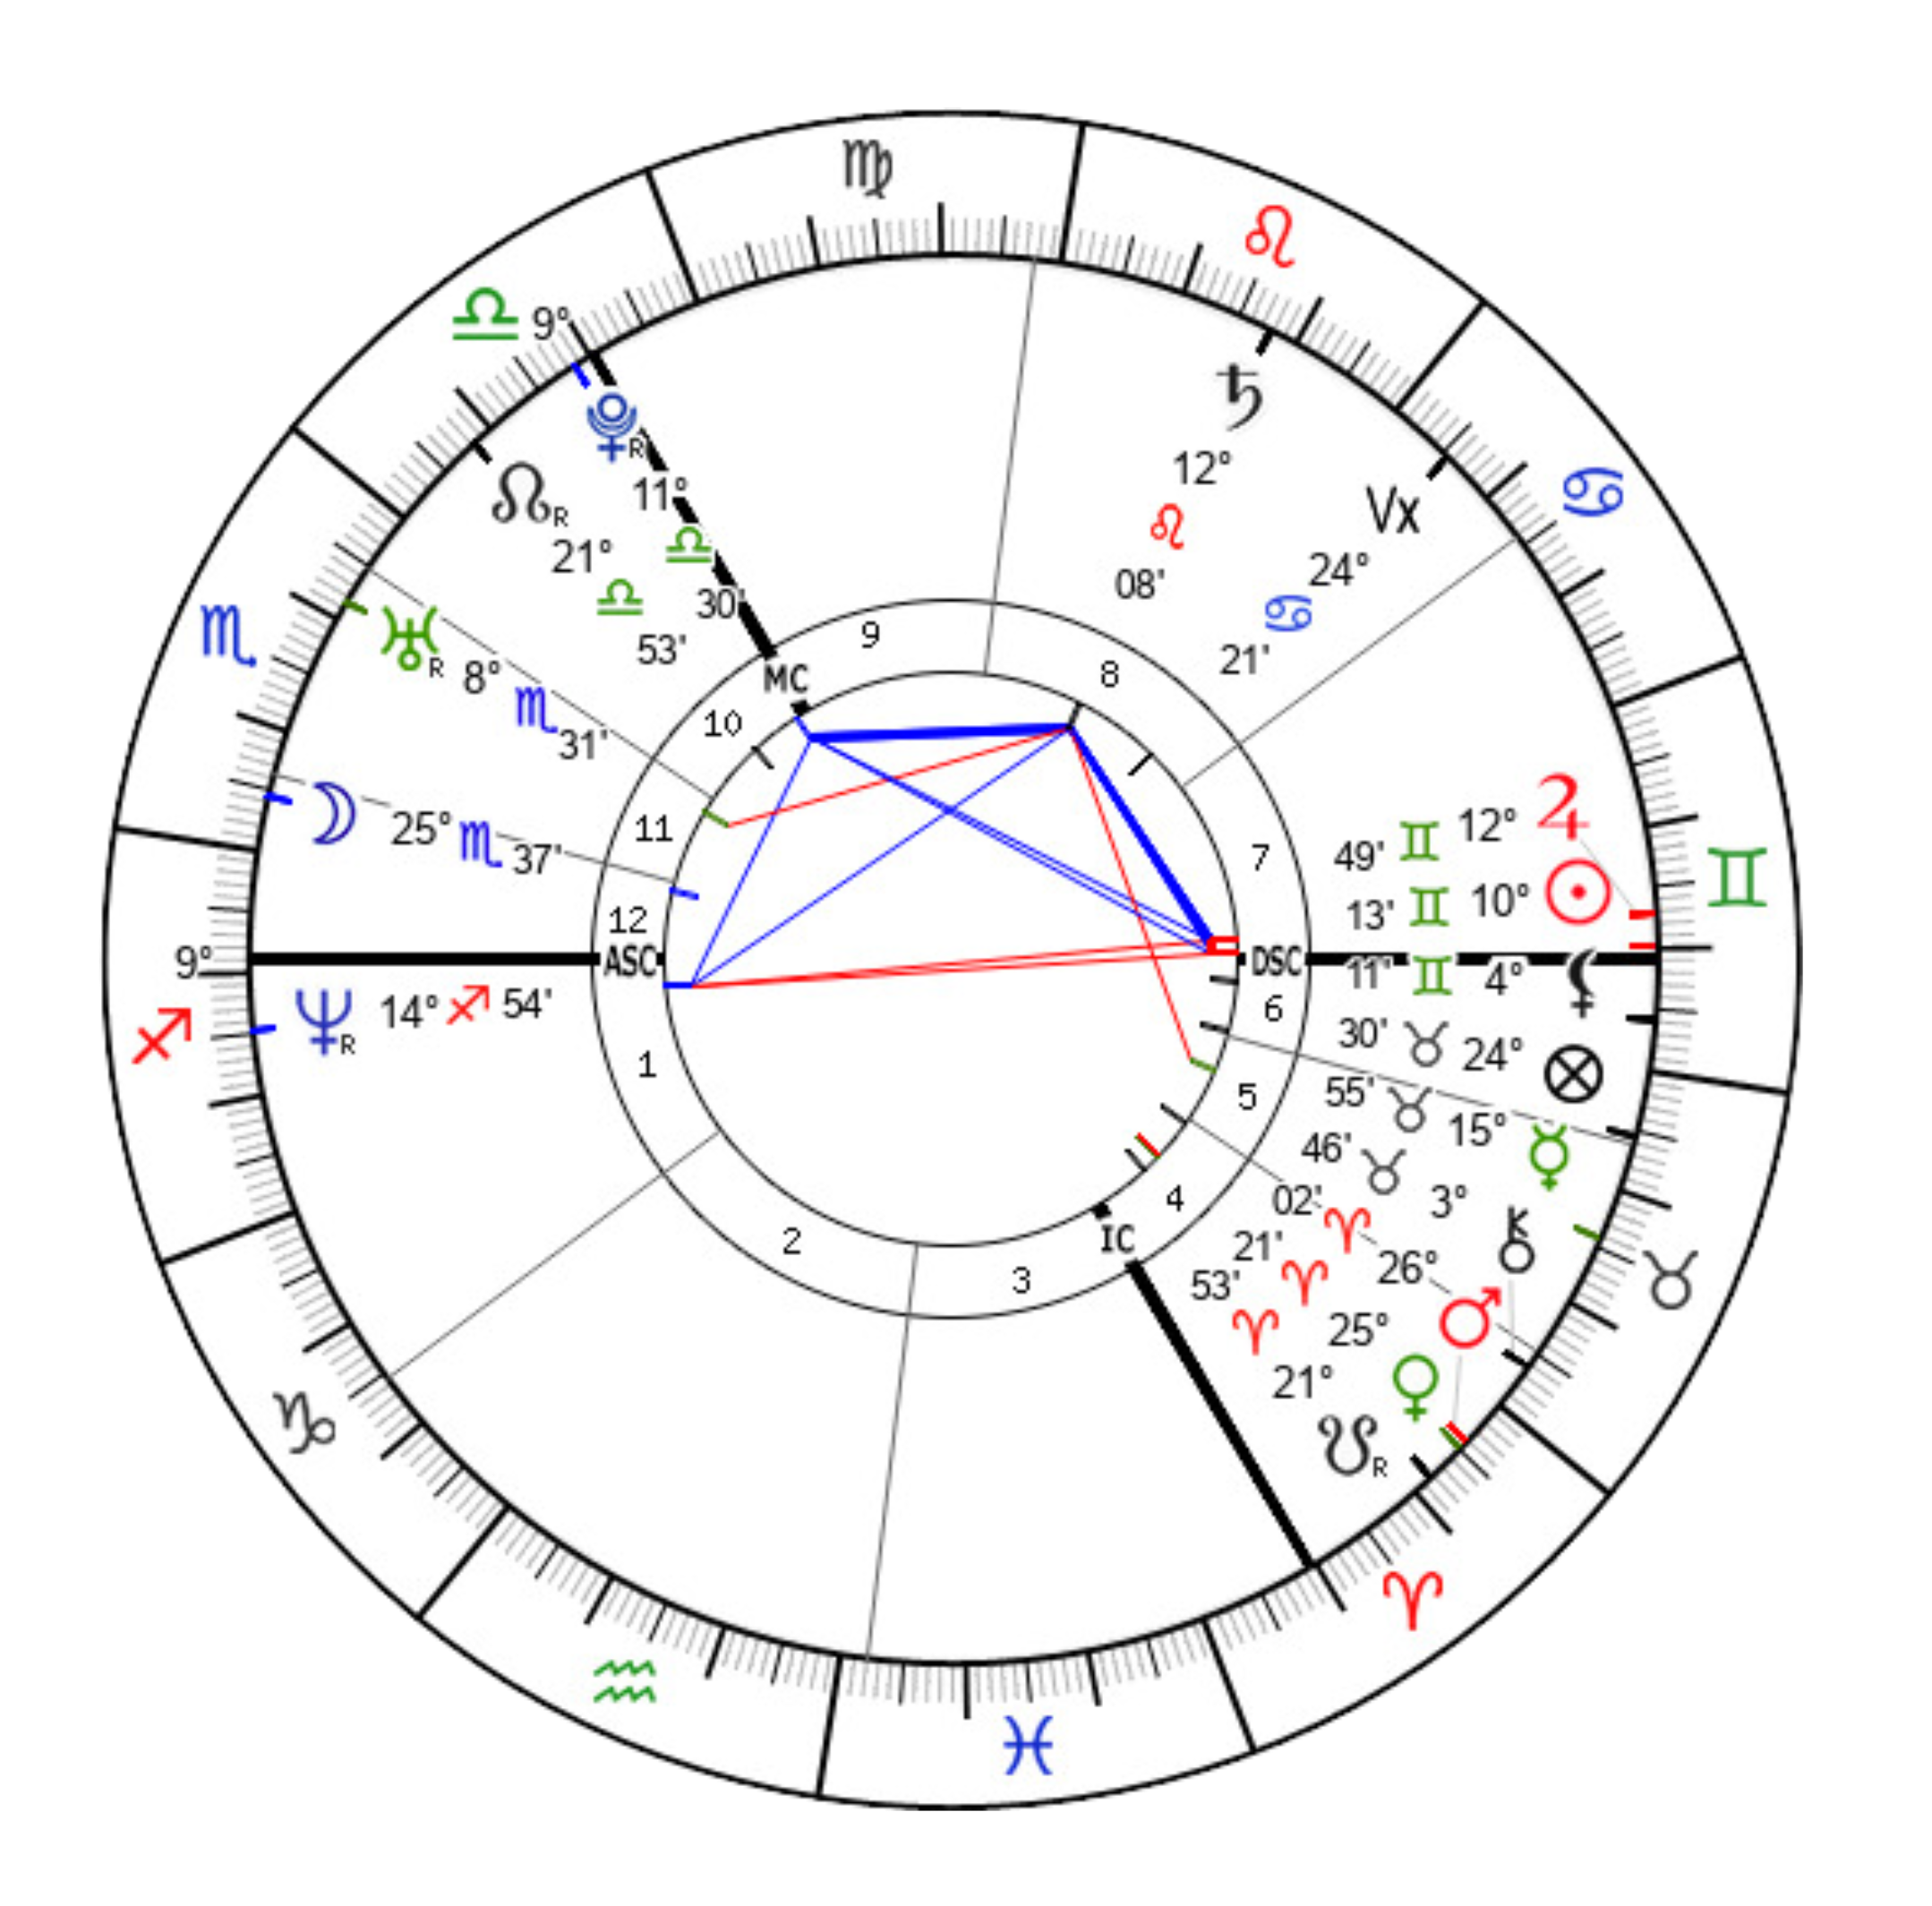 ♍
♌
♎ 9°
♋
♏
♊
♐
♉
♑
♈
♒
♓
♇R 11° ♎ 30'
☊R 21° ♎ 53'
♅R 8° ♏ 31'
☽ 25° ♏ 37'
9°
♆R 14° ♐ 54'
♄ 12° ♌ 08'
Vx 24° ♋ 21'
49' ♊ 12° ♃
13' ♊ 10° ☉
11' ♊ 4° ⚸
30' ♉ 24° ⊗
55' ♉ 15° ☿
46' ♉ 3° ⚷
02' ♈ 26° ♂
21' ♈ 25° ♀
53' ♈ 21° ☋R
MC
ASC
DSC
IC
1
2
3
4
5
6
7
8
9
10
11
12